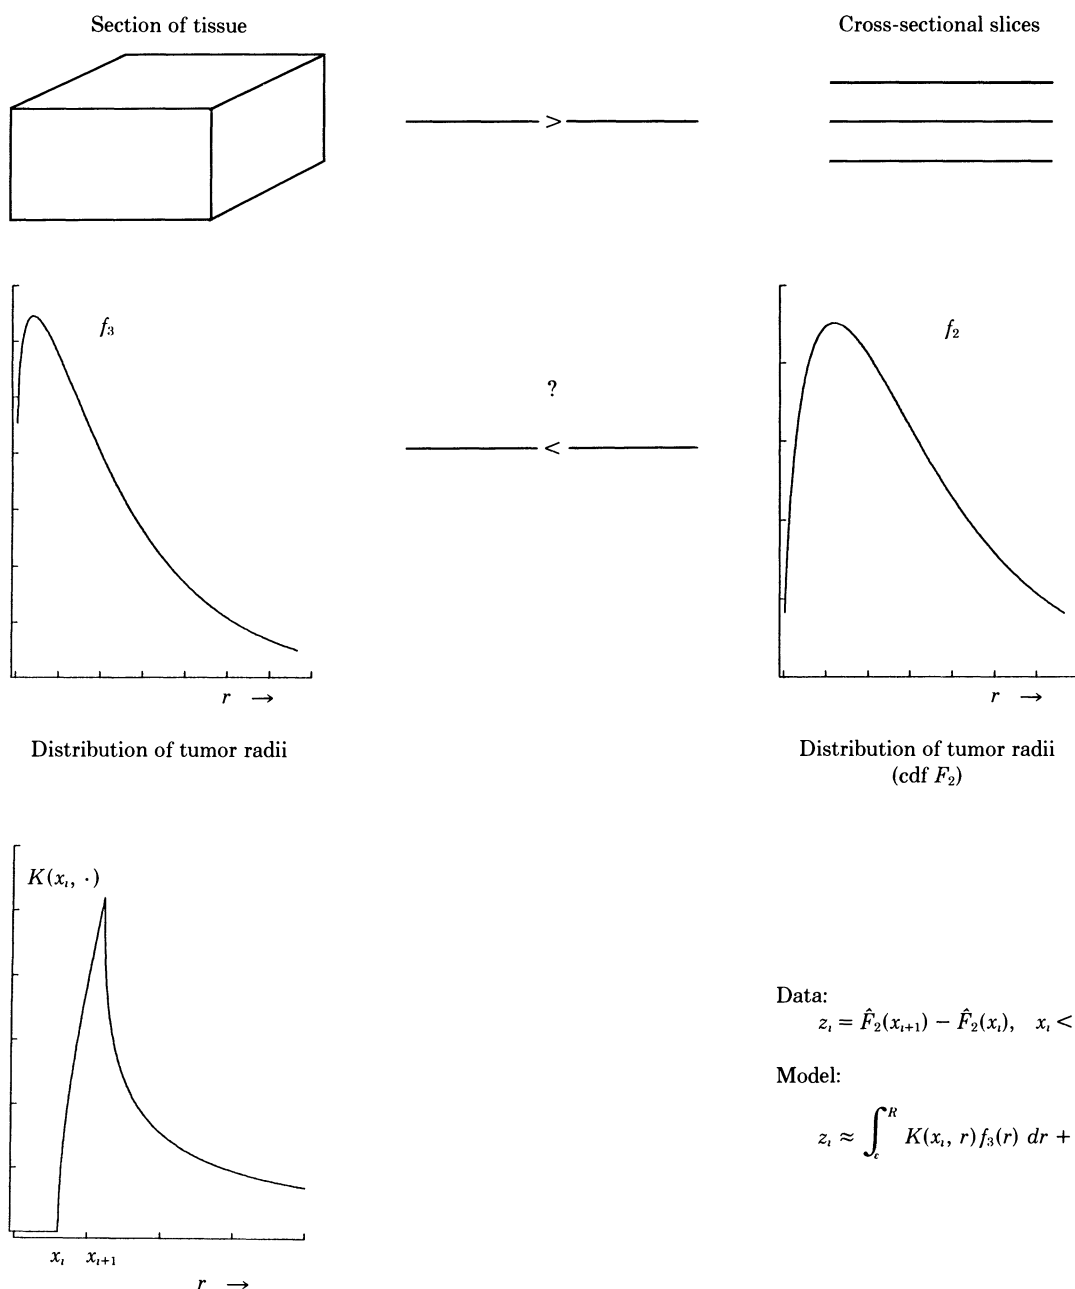 Section of tissue
Cross-sectional slices
>
f₃
f₂
?
<
r →
r →
Distribution of tumor radii
Distribution of tumor radii
(cdf F₂)
K(xᵢ, ·)
xᵢ xᵢ₊₁
r →
Data:
zᵢ = F̂₂(xᵢ₊₁) − F̂₂(xᵢ), xᵢ <
Model:
zᵢ ≈ ∫_c^R K(xᵢ, r)f₃(r) dr +